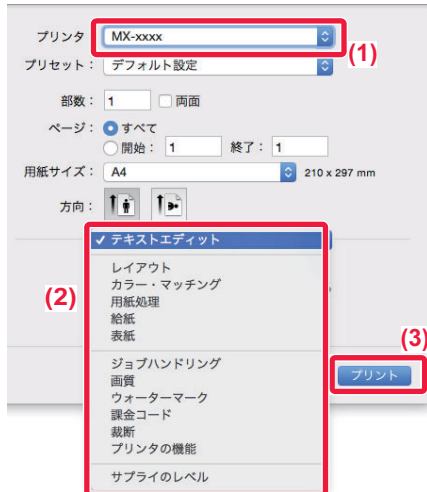 プリンタ MX-xxxx
(1)
プリセット： デフォルト設定
部数： 1 両面
ページ： すべて
開始： 1 終了： 1
用紙サイズ： A4 210 x 297 mm
方向：
✓ テキストエディット
レイアウト
カラー・マッチング
用紙処理
(2)
給紙
表紙
(3)
ジョブハンドリング
画質
プリント
ウォーターマーク
課金コード
裁断
プリンタの機能
サプライのレベル